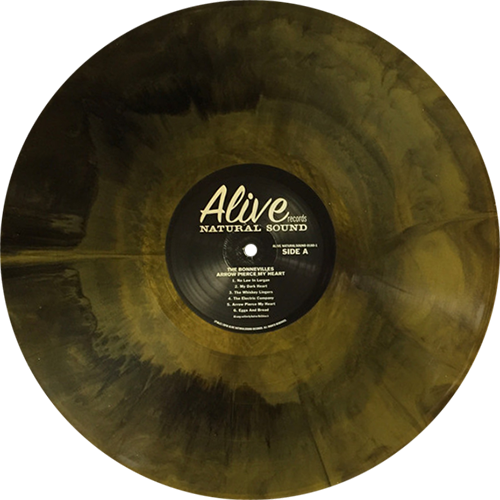 Alive
records
NATURAL SOUND
SIDE A
THE BONNEVILLES
ARROW PIERCE MY HEART
1. No Law In Lurgan
2. My Dark Heart
3. The Whiskey Lingers
4. The Electric Company
5. Arrow Pierce My Heart
6. Eggs And Bread